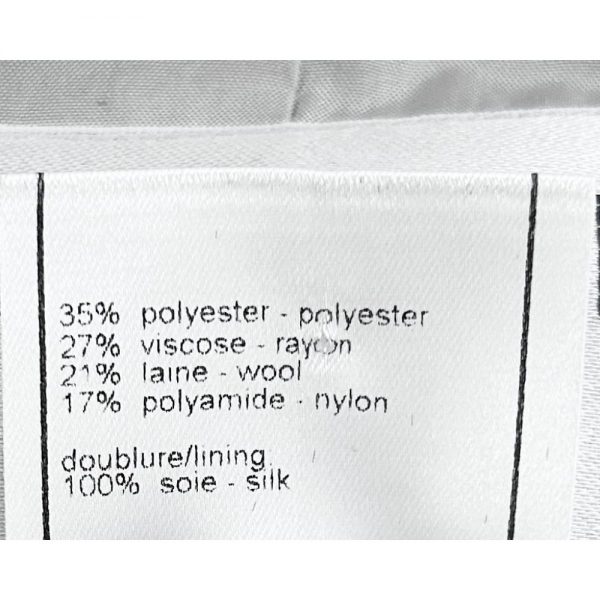 35% polyester - polyester
27% viscose - rayon
21% laine - wool
17% polyamide - nylon
doublure/lining
100% soie - silk